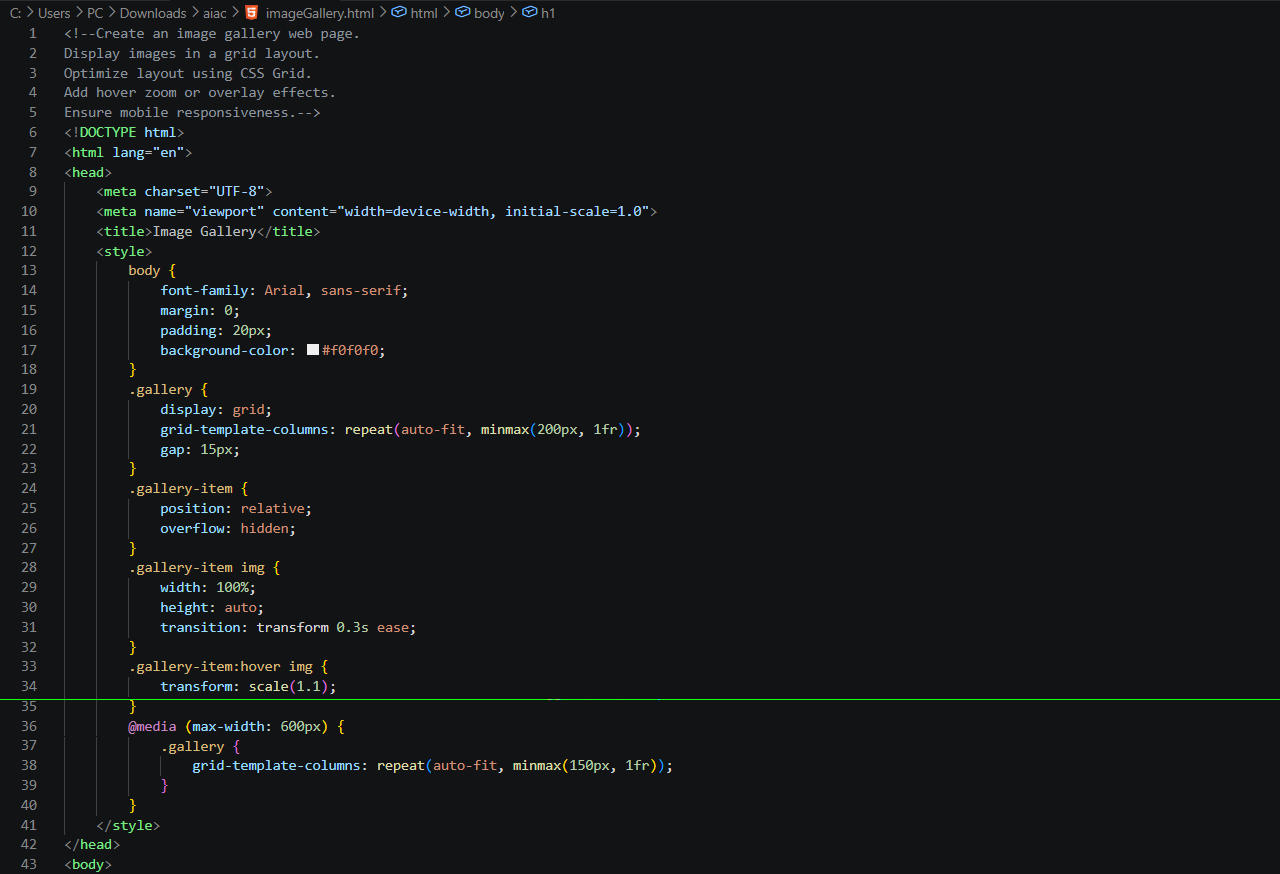 C: > Users > PC > Downloads > aiac > imageGallery.html > html > body > h1
1 <!--Create an image gallery web page.
2 Display images in a grid layout.
3 Optimize layout using CSS Grid.
4 Add hover zoom or overlay effects.
5 Ensure mobile responsiveness.-->
6 <!DOCTYPE html>
7 <html lang="en">
8 <head>
9     <meta charset="UTF-8">
10     <meta name="viewport" content="width=device-width, initial-scale=1.0">
11     <title>Image Gallery</title>
12     <style>
13         body {
14             font-family: Arial, sans-serif;
15             margin: 0;
16             padding: 20px;
17             background-color: #f0f0f0;
18         }
19         .gallery {
20             display: grid;
21             grid-template-columns: repeat(auto-fit, minmax(200px, 1fr));
22             gap: 15px;
23         }
24         .gallery-item {
25             position: relative;
26             overflow: hidden;
27         }
28         .gallery-item img {
29             width: 100%;
30             height: auto;
31             transition: transform 0.3s ease;
32         }
33         .gallery-item:hover img {
34             transform: scale(1.1);
35         }
36         @media (max-width: 600px) {
37             .gallery {
38                 grid-template-columns: repeat(auto-fit, minmax(150px, 1fr));
39             }
40         }
41     </style>
42 </head>
43 <body>